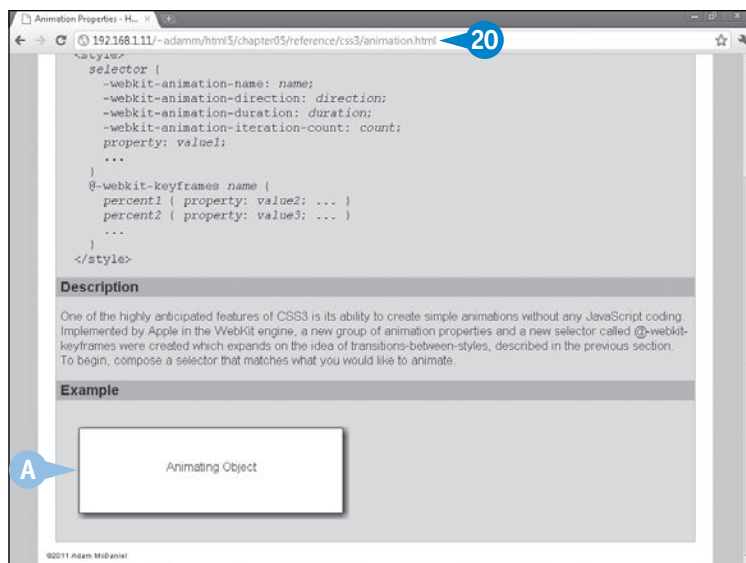 Animation Properties - H...
192.168.1.11/~adamm/html5/chapter05/reference/css3/animation.html
20
<style>
selector {
-webkit-animation-name: name;
-webkit-animation-direction: direction;
-webkit-animation-duration: duration;
-webkit-animation-iteration-count: count;
property: value1;
...
}
@-webkit-keyframes name {
percent1 { property: value2; ... }
percent2 { property: value3; ... }
...
}
</style>
Description
One of the highly anticipated features of CSS3 is its ability to create simple animations without any JavaScript coding.
Implemented by Apple in the WebKit engine, a new group of animation properties and a new selector called @-webkit-
keyframes were created which expands on the idea of transitions-between-styles, described in the previous section.
To begin, compose a selector that matches what you would like to animate.
Example
A
Animating Object
©2011 Adam McDaniel